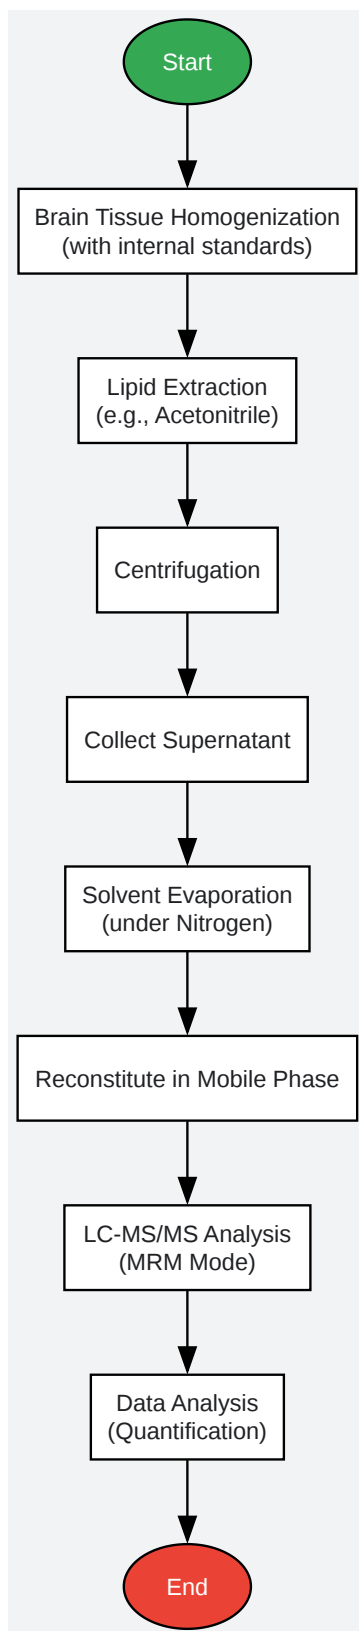 Start
Brain Tissue Homogenization
(with internal standards)
Lipid Extraction
(e.g., Acetonitrile)
Centrifugation
Collect Supernatant
Solvent Evaporation
(under Nitrogen)
Reconstitute in Mobile Phase
LC-MS/MS Analysis
(MRM Mode)
Data Analysis
(Quantification)
End